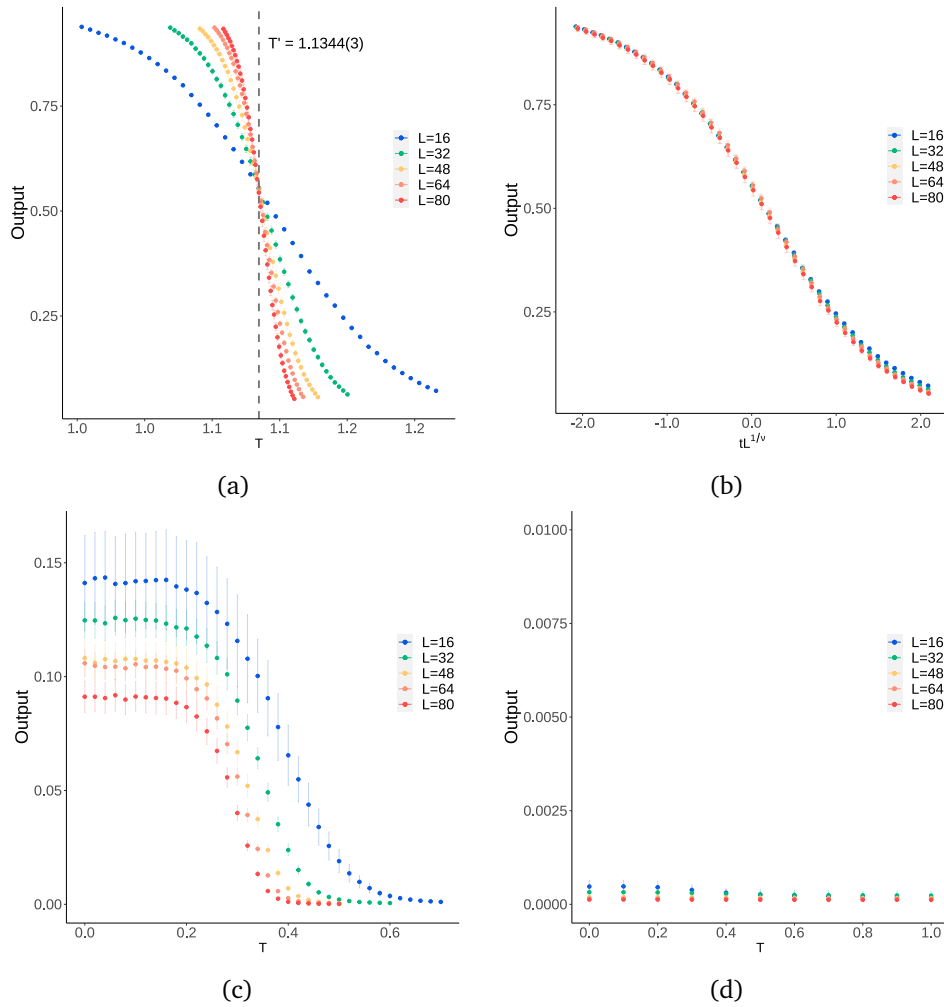 T' = 1.1344(3)
0.75
0.50
0.25
Output
1.0
1.0
1.1
1.1
1.2
1.2
T
L=16
L=32
L=48
L=64
L=80
(a)
0.75
0.50
0.25
Output
-2.0
-1.0
0.0
1.0
2.0
tL^{1/ν}
L=16
L=32
L=48
L=64
L=80
(b)
0.15
0.10
0.05
0.00
Output
0.0
0.2
0.4
0.6
T
L=16
L=32
L=48
L=64
L=80
(c)
0.0100
0.0075
0.0050
0.0025
0.0000
Output
0.0
0.2
0.4
0.6
0.8
1.0
T
L=16
L=32
L=48
L=64
L=80
(d)